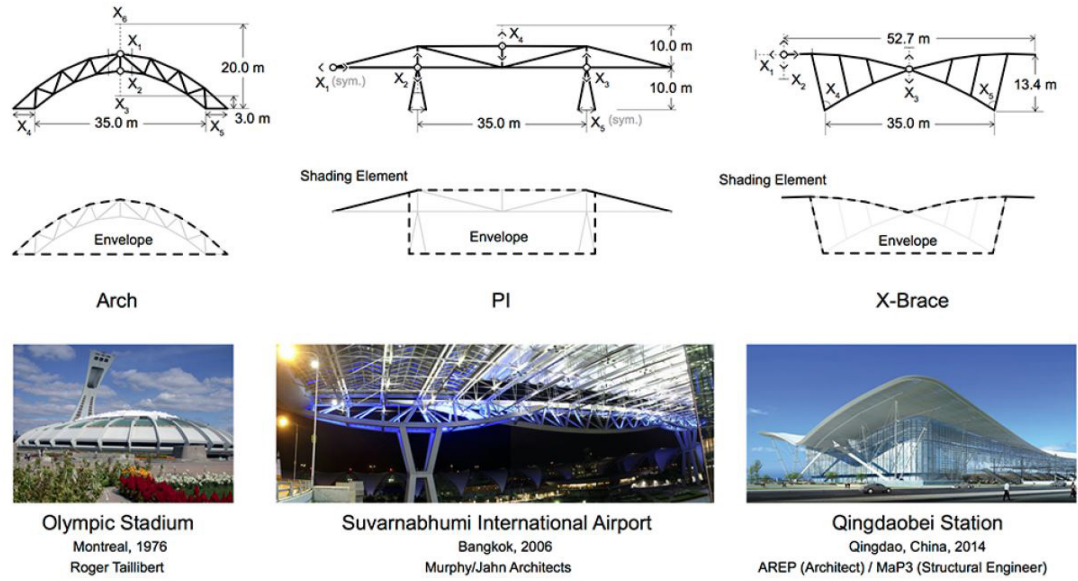 X6
X1
20.0 m
X2
X3
X4
35.0 m
X5
3.0 m
X4
10.0 m
X1 (sym.)
X2
X3
10.0 m
X5 (sym.)
35.0 m
52.7 m
X1
X2
X4
X3
X5
13.4 m
35.0 m
Envelope
Shading Element
Envelope
Shading Element
Envelope
Arch
PI
X-Brace
Olympic Stadium
Montreal, 1976
Roger Taillibert
Suvarnabhumi International Airport
Bangkok, 2006
Murphy/Jahn Architects
Qingdaobei Station
Qingdao, China, 2014
AREP (Architect) / MaP3 (Structural Engineer)